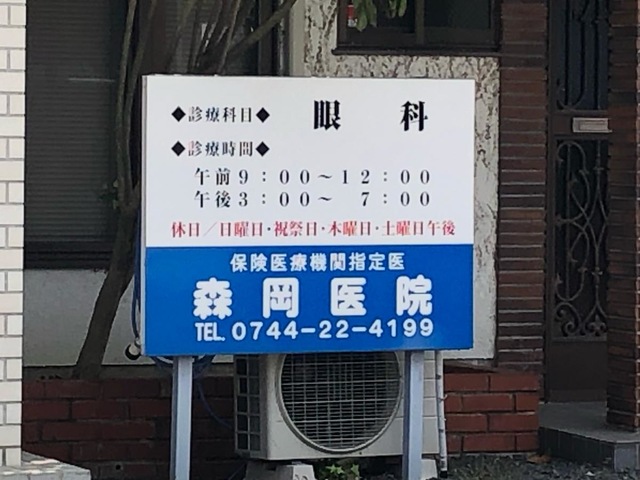 ◆診療科目◆ 眼科
◆診療時間◆
午前9:00～12:00
午後3:00～ 7:00
休日／日曜日・祝祭日・木曜日・土曜日午後
保険医療機関指定医
森岡医院
TEL. 0744-22-4199